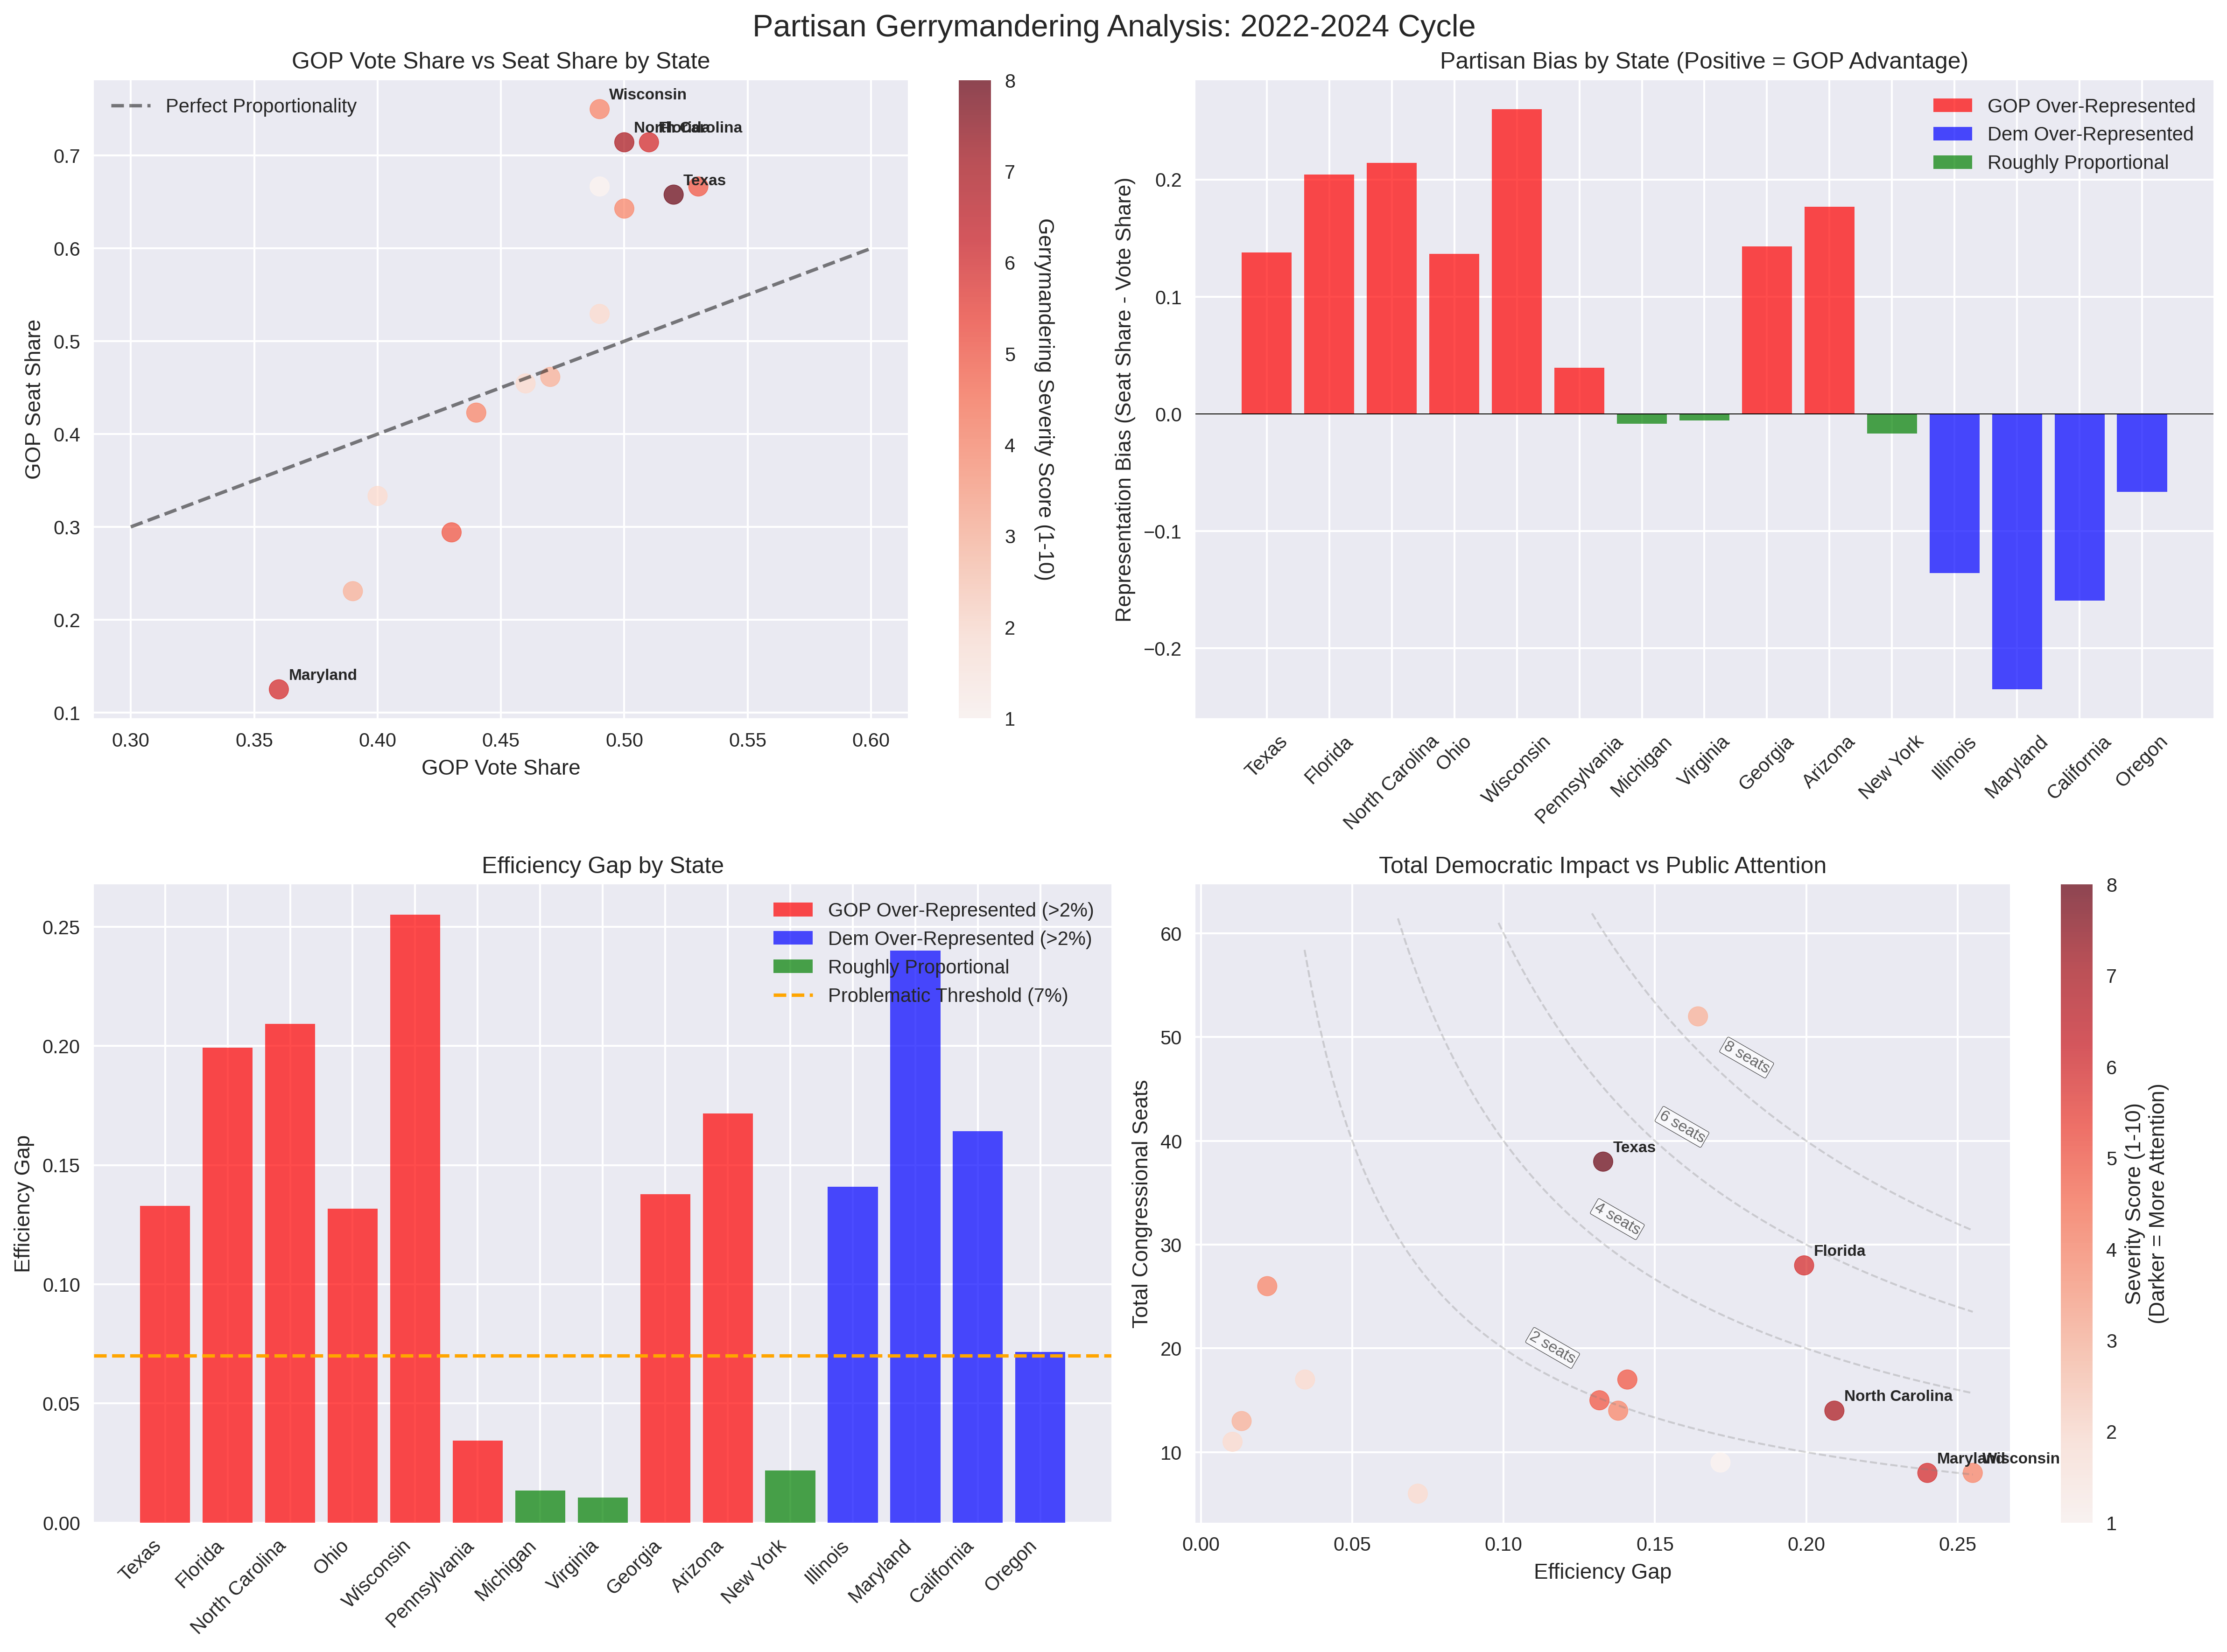 Partisan Gerrymandering Analysis: 2022-2024 Cycle
GOP Vote Share vs Seat Share by State
Perfect Proportionality
Wisconsin
North Carolina
Florida
Texas
Maryland
0.7
0.6
0.5
0.4
0.3
0.2
0.1
GOP Seat Share
0.30
0.35
0.40
0.45
0.50
0.55
0.60
GOP Vote Share
8
7
6
5
4
3
2
1
Gerrymandering Severity Score (1-10)
Partisan Bias by State (Positive = GOP Advantage)
GOP Over-Represented
Dem Over-Represented
Roughly Proportional
0.2
0.1
0.0
−0.1
−0.2
Representation Bias (Seat Share - Vote Share)
Texas
Florida
North Carolina
Ohio
Wisconsin
Pennsylvania
Michigan
Virginia
Georgia
Arizona
New York
Illinois
Maryland
California
Oregon
Efficiency Gap by State
GOP Over-Represented (>2%)
Dem Over-Represented (>2%)
Roughly Proportional
Problematic Threshold (7%)
0.25
0.20
0.15
0.10
0.05
0.00
Efficiency Gap
Texas
Florida
North Carolina
Ohio
Wisconsin
Pennsylvania
Michigan
Virginia
Georgia
Arizona
New York
Illinois
Maryland
California
Oregon
Total Democratic Impact vs Public Attention
8 seats
6 seats
Texas
4 seats
Florida
2 seats
North Carolina
Maryland
Wisconsin
60
50
40
30
20
10
Total Congressional Seats
0.00
0.05
0.10
0.15
0.20
0.25
Efficiency Gap
8
7
6
5
4
3
2
1
Severity Score (1-10)
(Darker = More Attention)